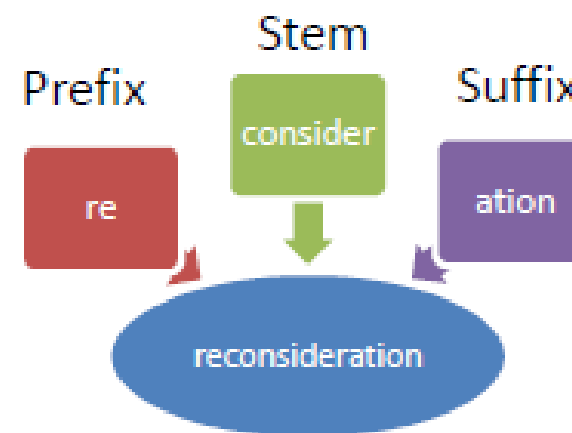 Stem
Prefix
Suffix
consider
re
ation
reconsideration